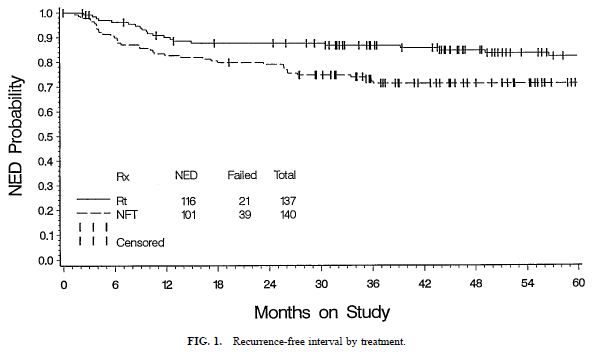 1.0
0.9
0.8
0.7
0.6
0.5
0.4
0.3
0.2
0.1
0.0
NED Probability
Rx NED Failed Total
Rt 116 21 137
NFT 101 39 140
Censored
0 6 12 18 24 30 36 42 48 54 60
Months on Study
FIG. 1. Recurrence-free interval by treatment.